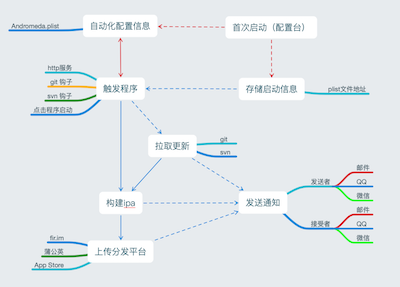 Andromeda.plist
自动化配置信息
首次启动（配置台）
http服务
git 钩子
svn 钩子
点击程序启动
触发程序
存储启动信息
plist文件地址
拉取更新
git
svn
构建ipa
发送通知
发送者
邮件
QQ
微信
接受者
邮件
QQ
微信
fir.im
蒲公英
App Store
上传分发平台